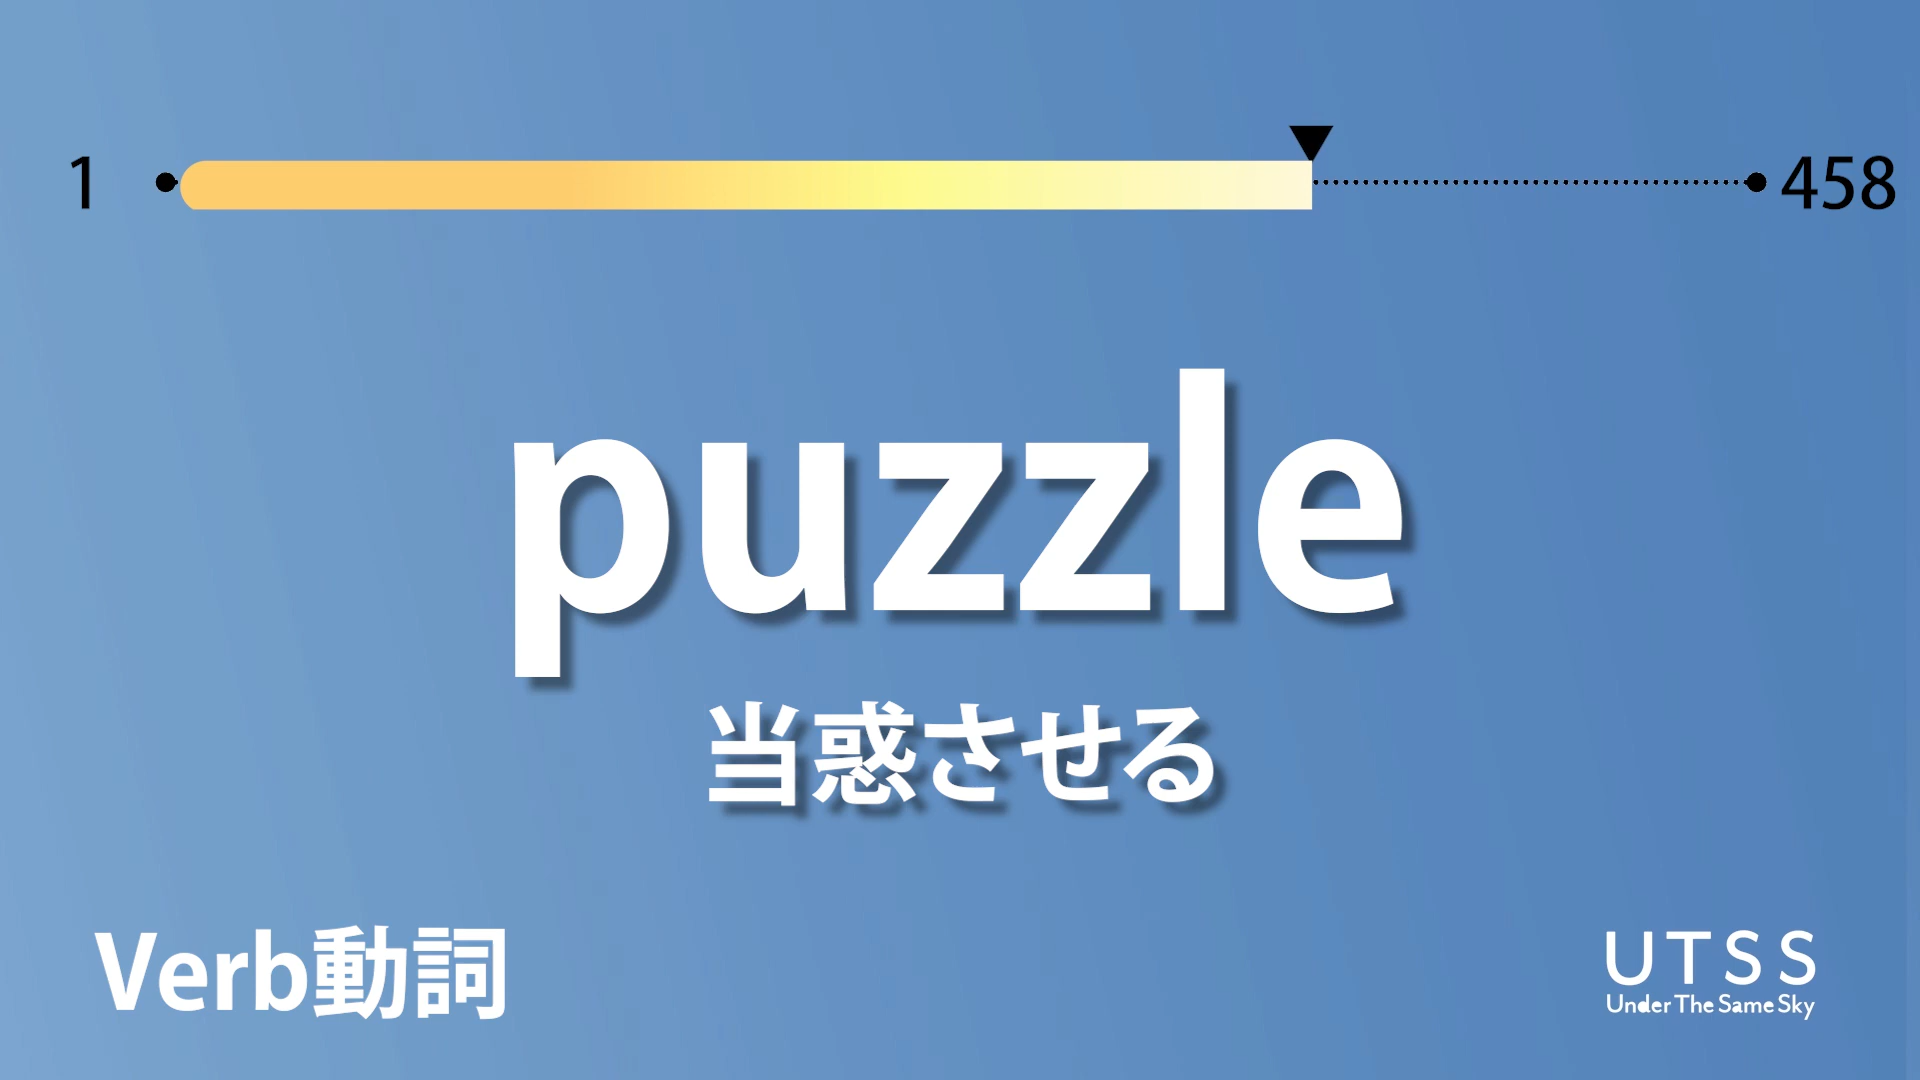 1
458
puzzle
当惑させる
Verb動詞
UTSS
Under The Same Sky